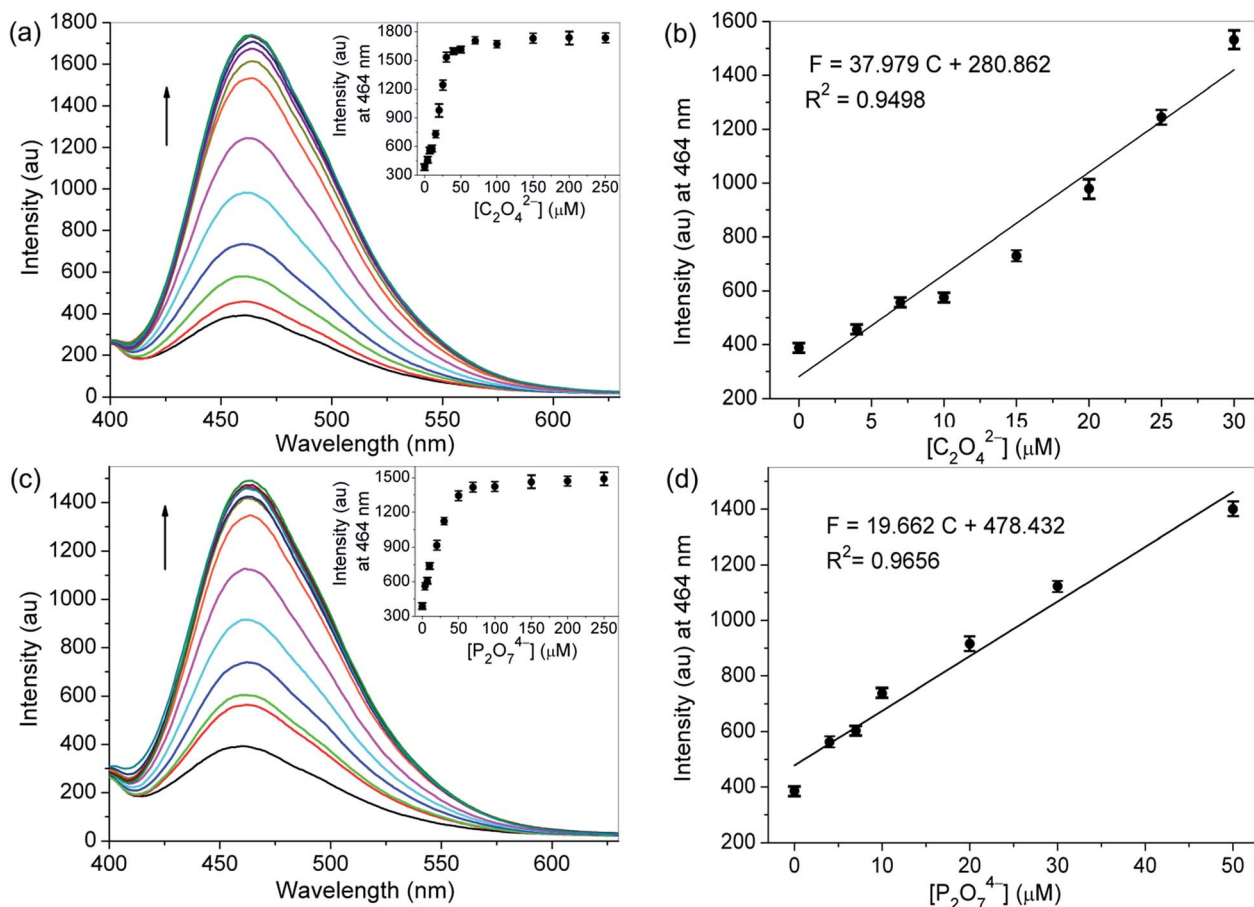 (a)
1800
1600
1400
1200
1000
800
600
400
200
0
Intensity (au)
400 450 500 550 600
Wavelength (nm)
1800
1500
1200
900
600
300
Intensity (au)
at 464 nm
0 50 100 150 200 250
[C₂O₄²⁻] (μM)
(b)
1600
1400
1200
1000
800
600
400
200
Intensity (au) at 464 nm
F = 37.979 C + 280.862
R² = 0.9498
0 5 10 15 20 25 30
[C₂O₄²⁻] (μM)
(c)
1400
1200
1000
800
600
400
200
0
Intensity (au)
400 450 500 550 600
Wavelength (nm)
1500
1200
900
600
300
Intensity (au)
at 464 nm
0 50 100 150 200 250
[P₂O₇⁴⁻] (μM)
(d)
1400
1200
1000
800
600
400
200
Intensity (au) at 464 nm
F = 19.662 C + 478.432
R² = 0.9656
0 10 20 30 40 50
[P₂O₇⁴⁻] (μM)